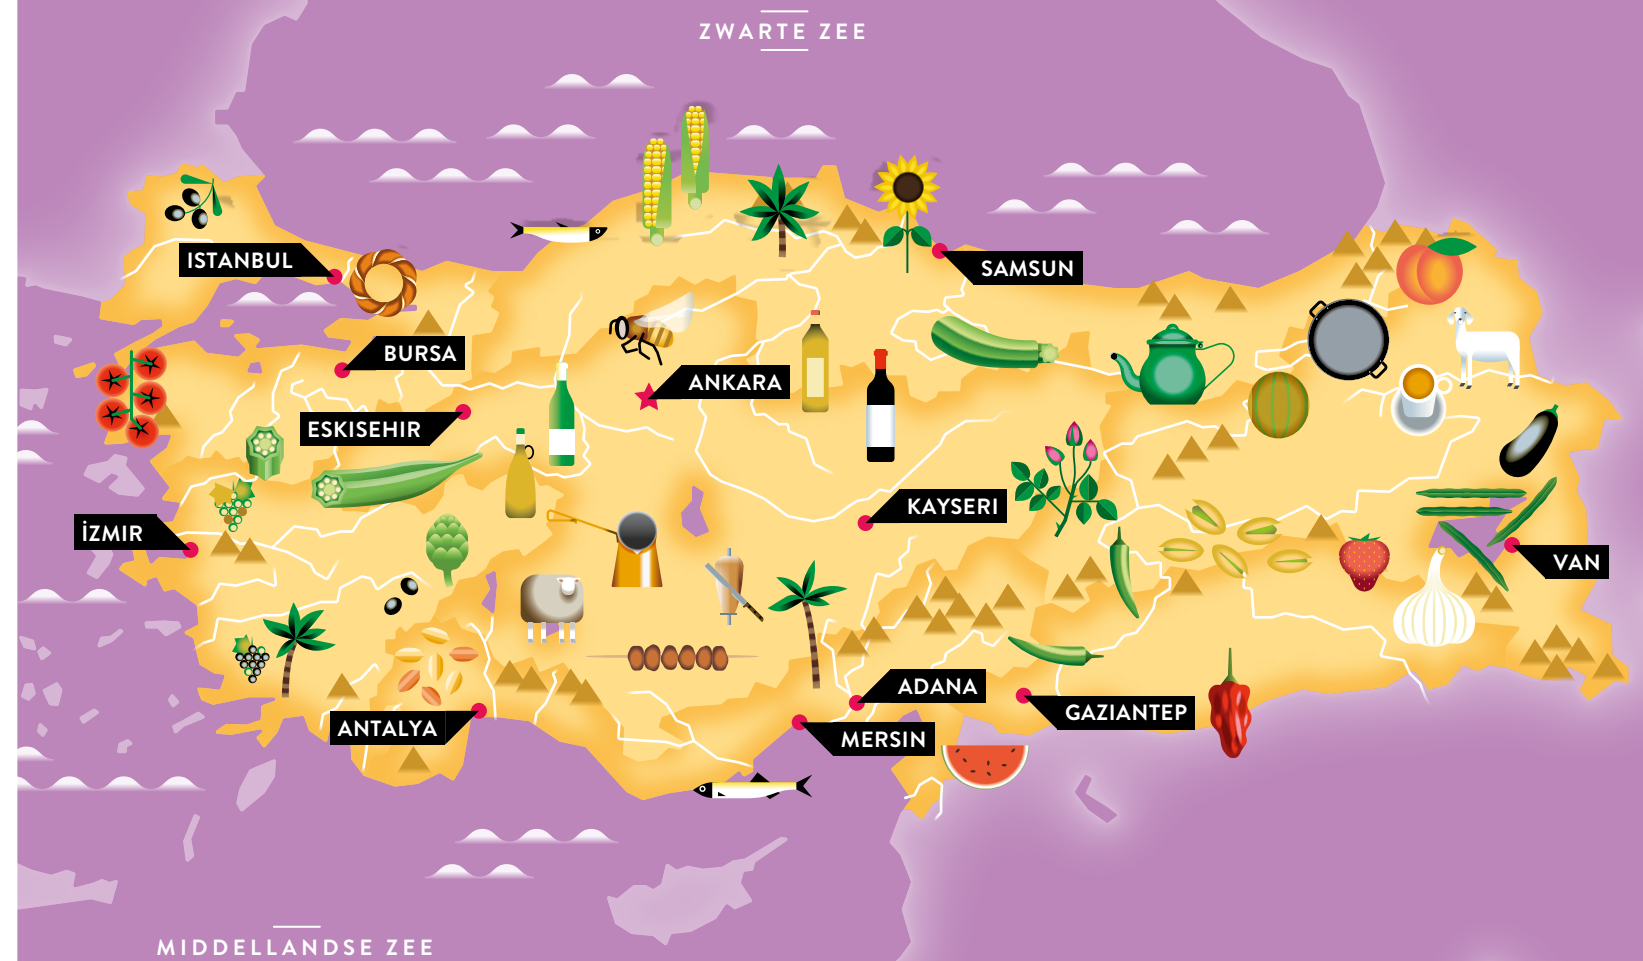 ZWARTE ZEE
ISTANBUL
SAMSUN
BURSA
ANKARA
ESKISEHIR
KAYSERI
İZMIR
VAN
ADANA
GAZIANTEP
ANTALYA
MERSIN
MIDDELLANDSE ZEE